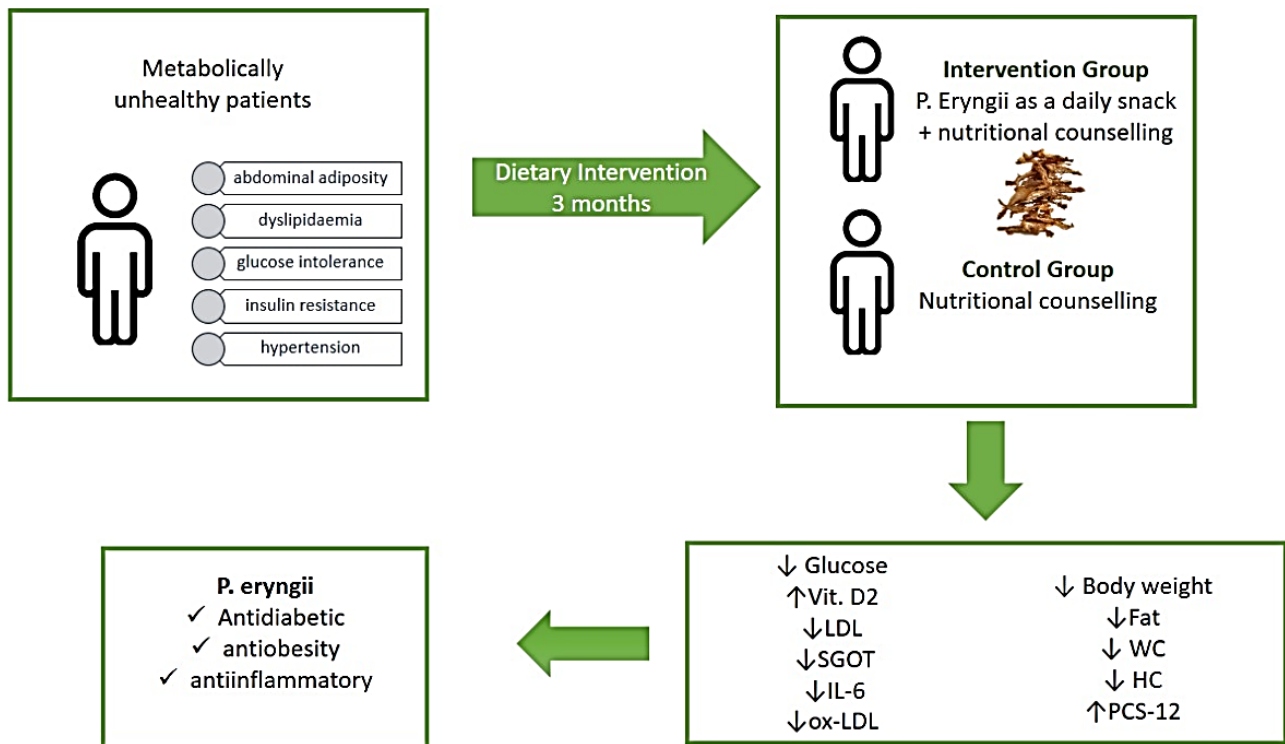 Metabolically
unhealthy patients
abdominal adiposity
dyslipidaemia
glucose intolerance
insulin resistance
hypertension
Dietary Intervention
3 months
Intervention Group
P. Eryngii as a daily snack
+ nutritional counselling
Control Group
Nutritional counselling
↓ Glucose
↑Vit. D2
↓LDL
↓SGOT
↓IL-6
↓ox-LDL
↓ Body weight
↓Fat
↓ WC
↓ HC
↑PCS-12
P. eryngii
✓ Antidiabetic
✓ antiobesity
✓ antiinflammatory